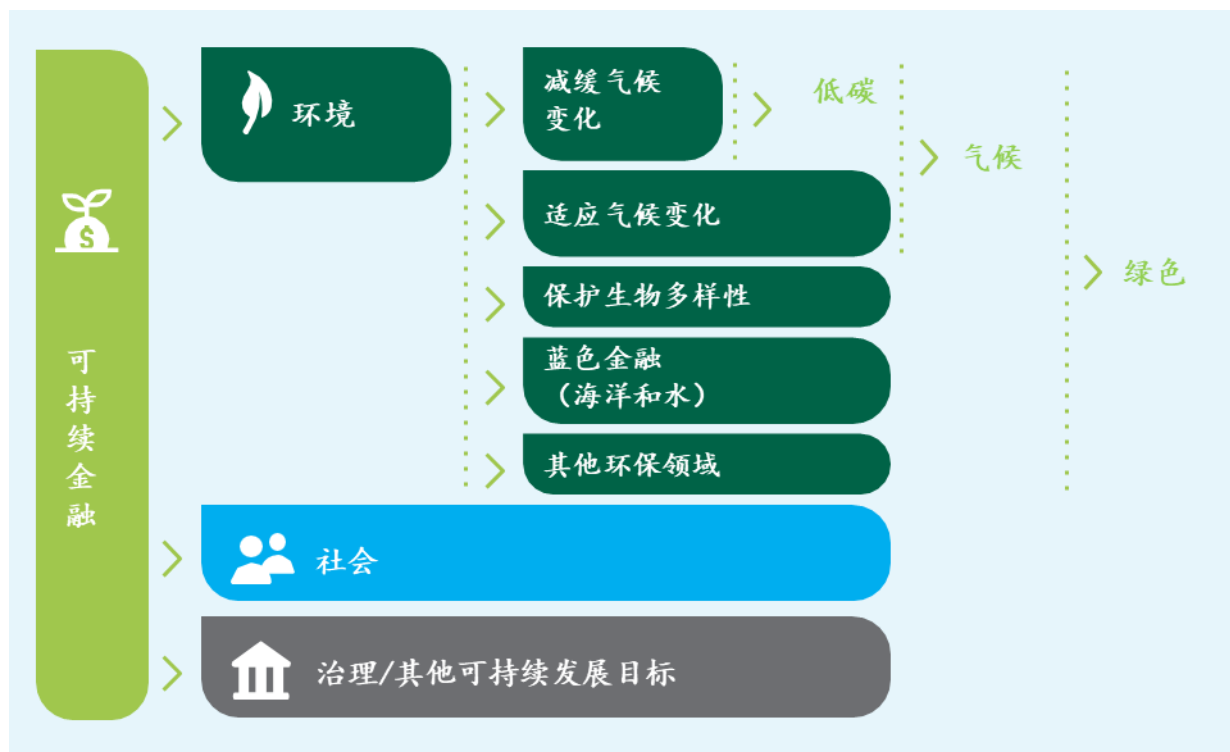 可持续金融
环境
减缓气候
变化
低碳
气候
适应气候变化
绿色
保护生物多样性
蓝色金融
（海洋和水）
其他环保领域
社会
治理/其他可持续发展目标
$